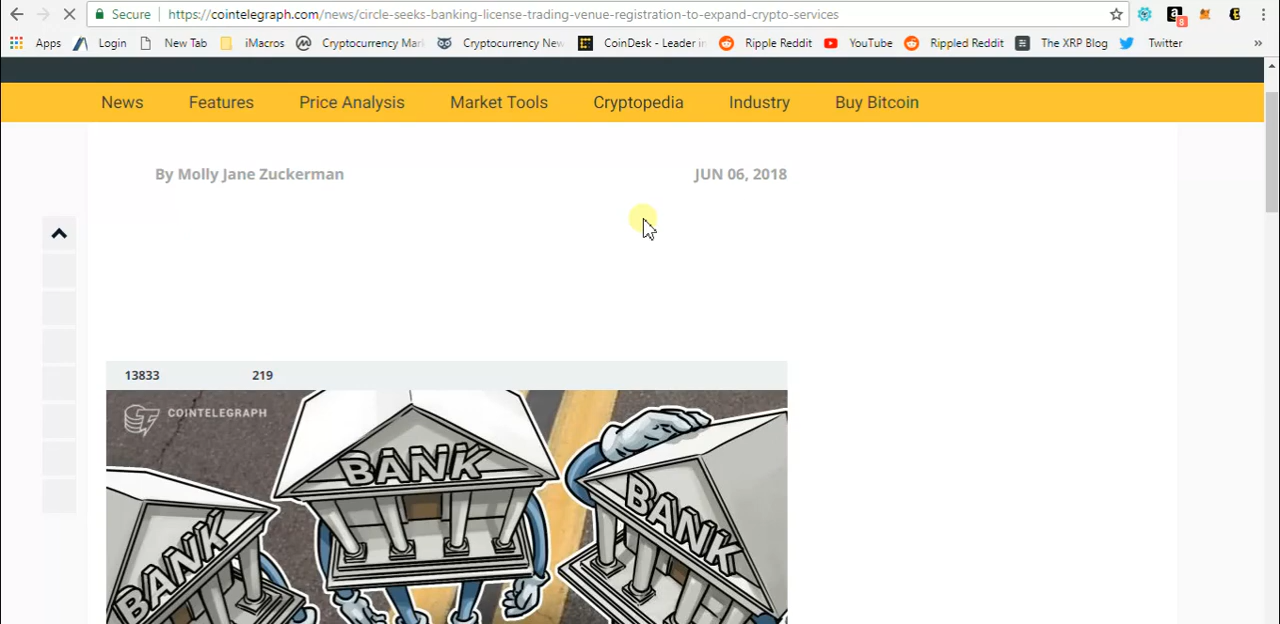 Secure https://cointelegraph.com/news/circle-seeks-banking-license-trading-venue-registration-to-expand-crypto-services
8
Apps Login New Tab iMacros Cryptocurrency Mar Cryptocurrency New CoinDesk - Leader in Ripple Reddit YouTube Rippled Reddit The XRP Blog Twitter »
News Features Price Analysis Market Tools Cryptopedia Industry Buy Bitcoin
By Molly Jane Zuckerman JUN 06, 2018
13833 219
COINTELEGRAPH
BANK
BANK
BANK